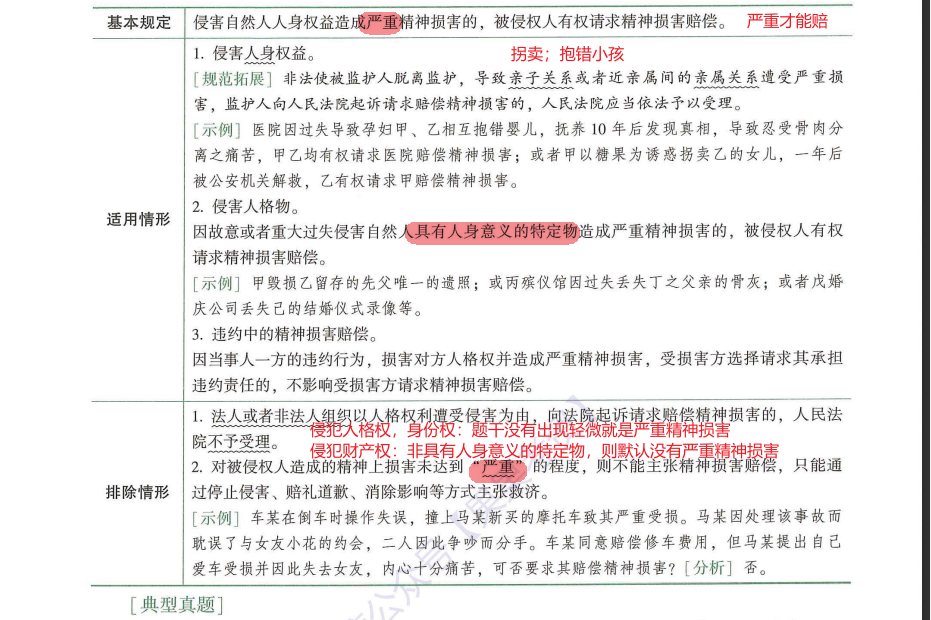 基本规定 侵害自然人人身权益造成严重精神损害的，被侵权人有权请求精神损害赔偿。 严重才能赔
1. 侵害人身权益。 拐卖；抱错小孩
［规范拓展］非法使被监护人脱离监护，导致亲子关系或者近亲属间的亲属关系遭受严重损
害，监护人向人民法院起诉请求赔偿精神损害的，人民法院应当依法予以受理。
［示例］医院因过失导致孕妇甲、乙相互抱错婴儿，抚养 10 年后发现真相，导致忍受骨肉分
离之痛苦，甲乙均有权请求医院赔偿精神损害；或者甲以糖果为诱惑拐卖乙的女儿，一年后
被公安机关解救，乙有权请求甲赔偿精神损害。
2. 侵害人格物。
适用情形 因故意或者重大过失侵害自然人具有人身意义的特定物造成严重精神损害的，被侵权人有权
请求精神损害赔偿。
［示例］甲毁损乙留存的先父唯一的遗照；或丙殡仪馆因过失丢失丁之父亲的骨灰；或者戊婚
庆公司丢失己的结婚仪式录像等。
3. 违约中的精神损害赔偿。
因当事人一方的违约行为，损害对方人格权并造成严重精神损害，受损害方选择请求其承担
违约责任的，不影响受损害方请求精神损害赔偿。
1. 法人或者非法人组织以人格权利遭受侵害为由，向法院起诉请求赔偿精神损害的，人民法
侵犯人格权，身份权：题干没有出现轻微就是严重精神损害
院不予受理。
侵犯财产权：非具有人身意义的特定物，则默认没有严重精神损害
2. 对被侵权人造成的精神上损害未达到“严重”的程度，则不能主张精神损害赔偿，只能通
排除情形 过停止侵害、赔礼道歉、消除影响等方式主张救济。
［示例］车某在倒车时操作失误，撞上马某新买的摩托车致其严重受损。马某因处理该事故而
耽误了与女友小花的约会，二人因此争吵而分手。车某同意赔偿修车费用，但马某提出自己
爱车受损并因此失去女友，内心十分痛苦，可否要求其赔偿精神损害？［分析］否。
［典型真题］